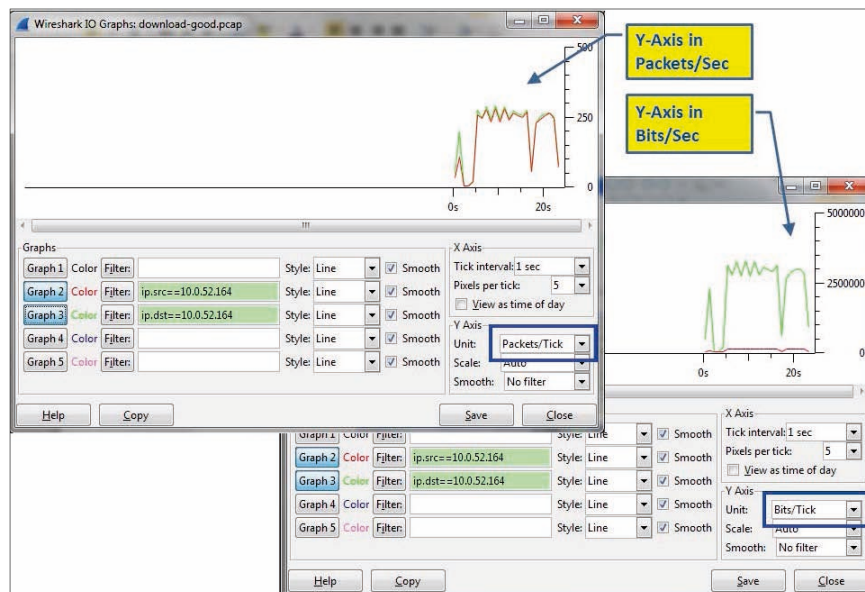 Wireshark IO Graphs: download-good.pcap
500
250
0
0s 20s
Y-Axis in
Packets/Sec
Y-Axis in
Bits/Sec
Graphs
Graph 1 Color Filter: Style: Line Smooth
Graph 2 Color Filter: ip.src==10.0.52.164 Style: Line Smooth
Graph 3 Color Filter: ip.dst==10.0.52.164 Style: Line Smooth
Graph 4 Color Filter: Style: Line Smooth
Graph 5 Color Filter: Style: Line Smooth
X Axis
Tick interval: 1 sec
Pixels per tick: 5
View as time of day
Y Axis
Unit: Packets/Tick
Scale: Auto
Smooth: No filter
Help Copy Save Close
5000000
2500000
0
0s 20s
Graph 1 Color Filter: Style: Line Smooth
Graph 2 Color Filter: ip.src==10.0.52.164 Style: Line Smooth
Graph 3 Color Filter: ip.dst==10.0.52.164 Style: Line Smooth
Graph 4 Color Filter: Style: Line Smooth
Graph 5 Color Filter: Style: Line Smooth
X Axis
Tick interval: 1 sec
Pixels per tick: 5
View as time of day
Y Axis
Unit: Bits/Tick
Scale: Auto
Smooth: No filter
Help Copy Save Close